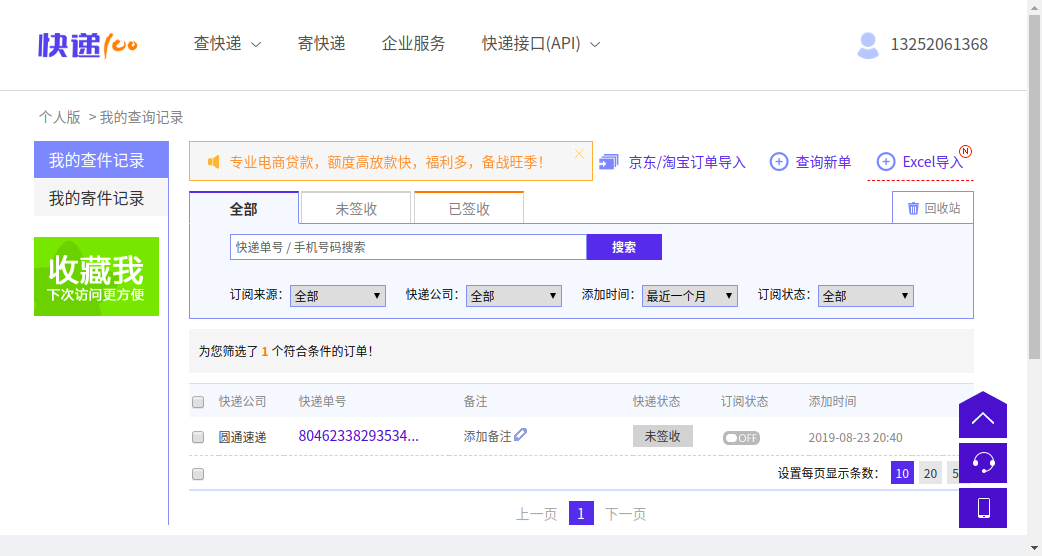 快递100
查快递
寄快递
企业服务
快递接口(API)
13252061368
个人版 > 我的查询记录
我的查件记录
我的寄件记录
收藏我
下次访问更方便
专业电商贷款，额度高放款快，福利多，备战旺季！
京东/淘宝订单导入
查询新单
Excel导入
N
全部
未签收
已签收
回收站
快递单号 / 手机号码搜索
搜索
订阅来源： 全部
快递公司： 全部
添加时间： 最近一个月
订阅状态： 全部
为您筛选了 1 个符合条件的订单！
快递公司 快递单号 备注 快递状态 订阅状态 添加时间
圆通速递 80462338293534... 添加备注 未签收 OFF 2019-08-23 20:40
设置每页显示条数： 10 20 5
上一页 1 下一页